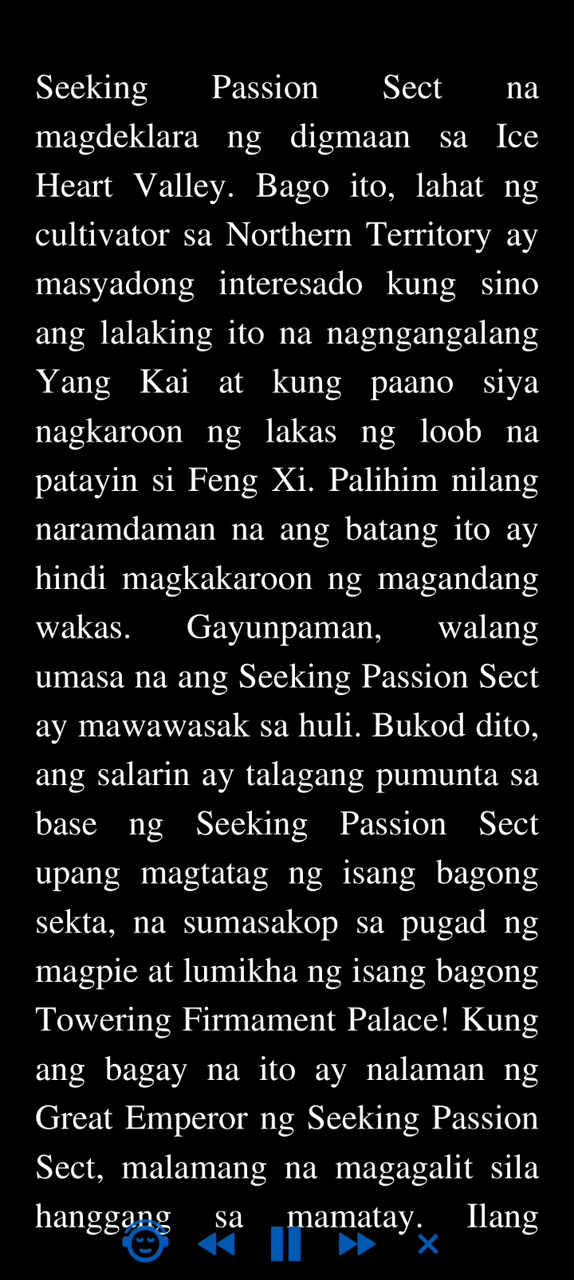 Seeking Passion Sect na
magdeklara ng digmaan sa Ice
Heart Valley. Bago ito, lahat ng
cultivator sa Northern Territory ay
masyadong interesado kung sino
ang lalaking ito na nagngangalang
Yang Kai at kung paano siya
nagkaroon ng lakas ng loob na
patayin si Feng Xi. Palihim nilang
naramdaman na ang batang ito ay
hindi magkakaroon ng magandang
wakas. Gayunpaman, walang
umasa na ang Seeking Passion Sect
ay mawawasak sa huli. Bukod dito,
ang salarin ay talagang pumunta sa
base ng Seeking Passion Sect
upang magtatag ng isang bagong
sekta, na sumasakop sa pugad ng
magpie at lumikha ng isang bagong
Towering Firmament Palace! Kung
ang bagay na ito ay nalaman ng
Great Emperor ng Seeking Passion
Sect, malamang na magagalit sila
hanggang sa mamatay. Ilang